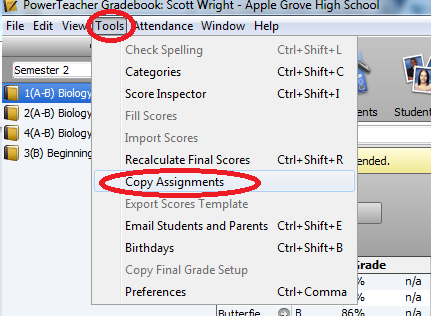 PowerTeacher Gradebook: Scott Wright - Apple Grove High School
File Edit View Tools Attendance Window Help
Check Spelling Ctrl+Shift+L
Semester 2 Categories Ctrl+Shift+C
1(A-B) Biology Score Inspector Ctrl+Shift+I
2(A-B) Biology Fill Scores
4(A-B) Biology Import Scores
3(B) Beginning Recalculate Final Scores Ctrl+Shift+R
Copy Assignments
Export Scores Template
Email Students and Parents Ctrl+Shift+E
Birthdays Ctrl+Shift+B
Copy Final Grade Setup
Preferences Ctrl+Comma
ents Student
ended.
Grade
% n/a
% n/a
% n/a
B 86% n/a